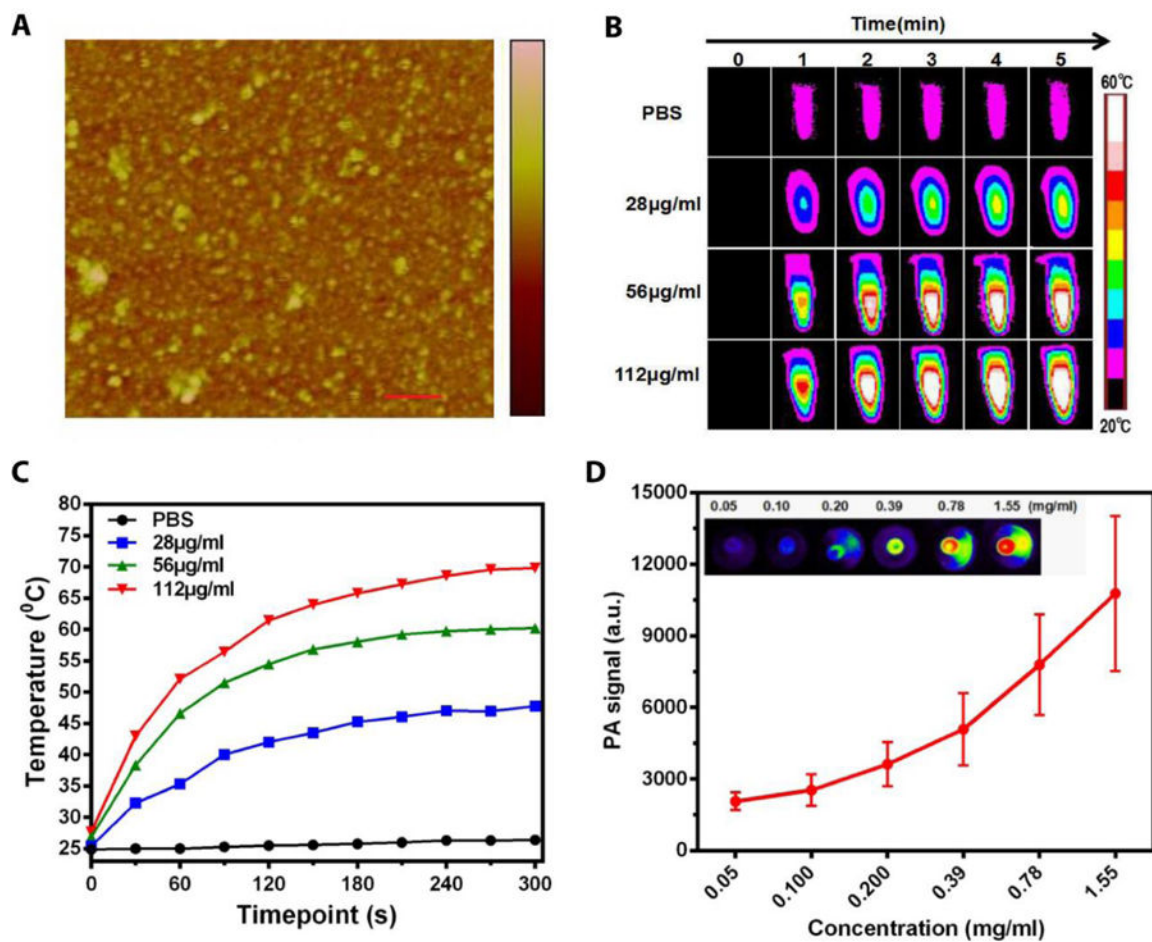 A
B
Time(min)
0 1 2 3 4 5
PBS
28μg/ml
56μg/ml
112μg/ml
60°C
20°C
C
80
75
70
65
60
55
50
45
40
35
30
25
Temperature (⁰C)
PBS
28μg/ml
56μg/ml
112μg/ml
0 60 120 180 240 300
Timepoint (s)
D
15000
12000
9000
6000
3000
0
PA signal (a.u.)
0.05 0.10 0.20 0.39 0.78 1.55 (mg/ml)
0.05 0.100 0.200 0.39 0.78 1.55
Concentration (mg/ml)